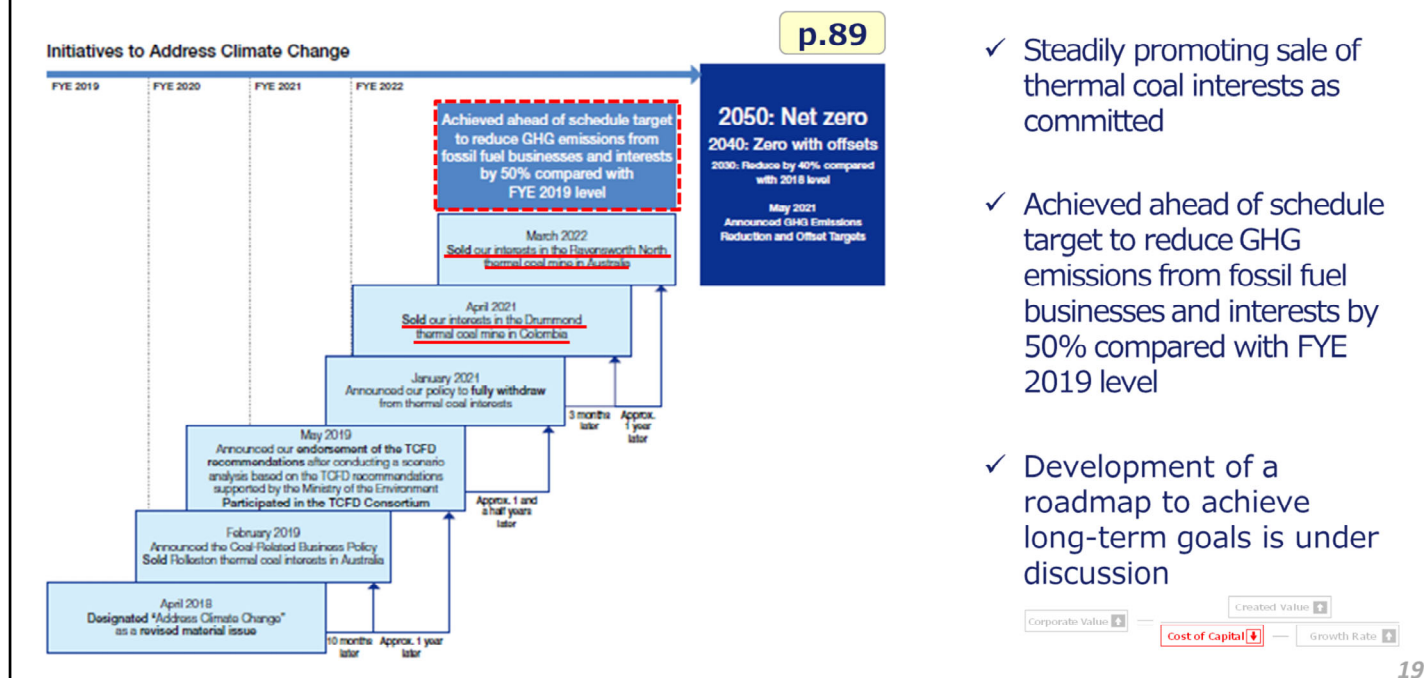 p.89
Initiatives to Address Climate Change
FYE 2019
FYE 2020
FYE 2021
FYE 2022
Achieved ahead of schedule target
to reduce GHG emissions from
fossil fuel businesses and interests
by 50% compared with
FYE 2019 level
2050: Net zero
2040: Zero with offsets
2030: Reduce by 40% compared
with 2018 level
May 2021
Announced GHG Emissions
Reduction and Offset Targets
March 2022
Sold our interests in the Ravensworth North
thermal coal mine in Australia
April 2021
Sold our interests in the Drummond
thermal coal mine in Colombia
January 2021
Announced our policy to fully withdraw
from thermal coal interests
3 months
later
Approx.
1 year
later
May 2019
Announced our endorsement of the TCFD
recommendations after conducting a scenario
analysis based on the TCFD recommendations
supported by the Ministry of the Environment
Participated in the TCFD Consortium
Approx. 1 and
a half years
later
February 2019
Announced the Coal-Related Business Policy
Sold Rolleston thermal coal interests in Australia
April 2018
Designated "Address Climate Change"
as a revised material issue
10 months
later
Approx. 1 year
later
✓ Steadily promoting sale of
thermal coal interests as
committed
✓ Achieved ahead of schedule
target to reduce GHG
emissions from fossil fuel
businesses and interests by
50% compared with FYE
2019 level
✓ Development of a
roadmap to achieve
long-term goals is under
discussion
Corporate Value
Created Value
Cost of Capital
Growth Rate
19